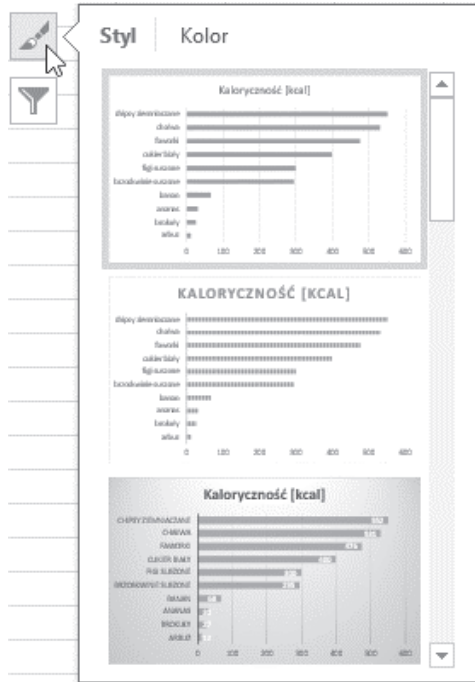 Styl Kolor
Kaloryczność [kcal]
chipsy ziemniaczane
chałwa
faworki
cukier biały
figi suszone
brzoskwinie suszone
banan
ananas
brokuły
arbuz
0 100 200 300 400 500 600
KALORYCZNOŚĆ [KCAL]
chipsy ziemniaczane
chałwa
faworki
cukier biały
figi suszone
brzoskwinie suszone
banan
ananas
brokuły
arbuz
0 100 200 300 400 500 600
Kaloryczność [kcal]
CHIPSY ZIEMNIACZANE
CHAŁWA
FAWORKI
CUKIER BIAŁY
FIGI SUSZONE
BRZOSKWINIE SUSZONE
BANAN
ANANAS
BROKUŁY
ARBUZ
0 100 200 300 400 500 600